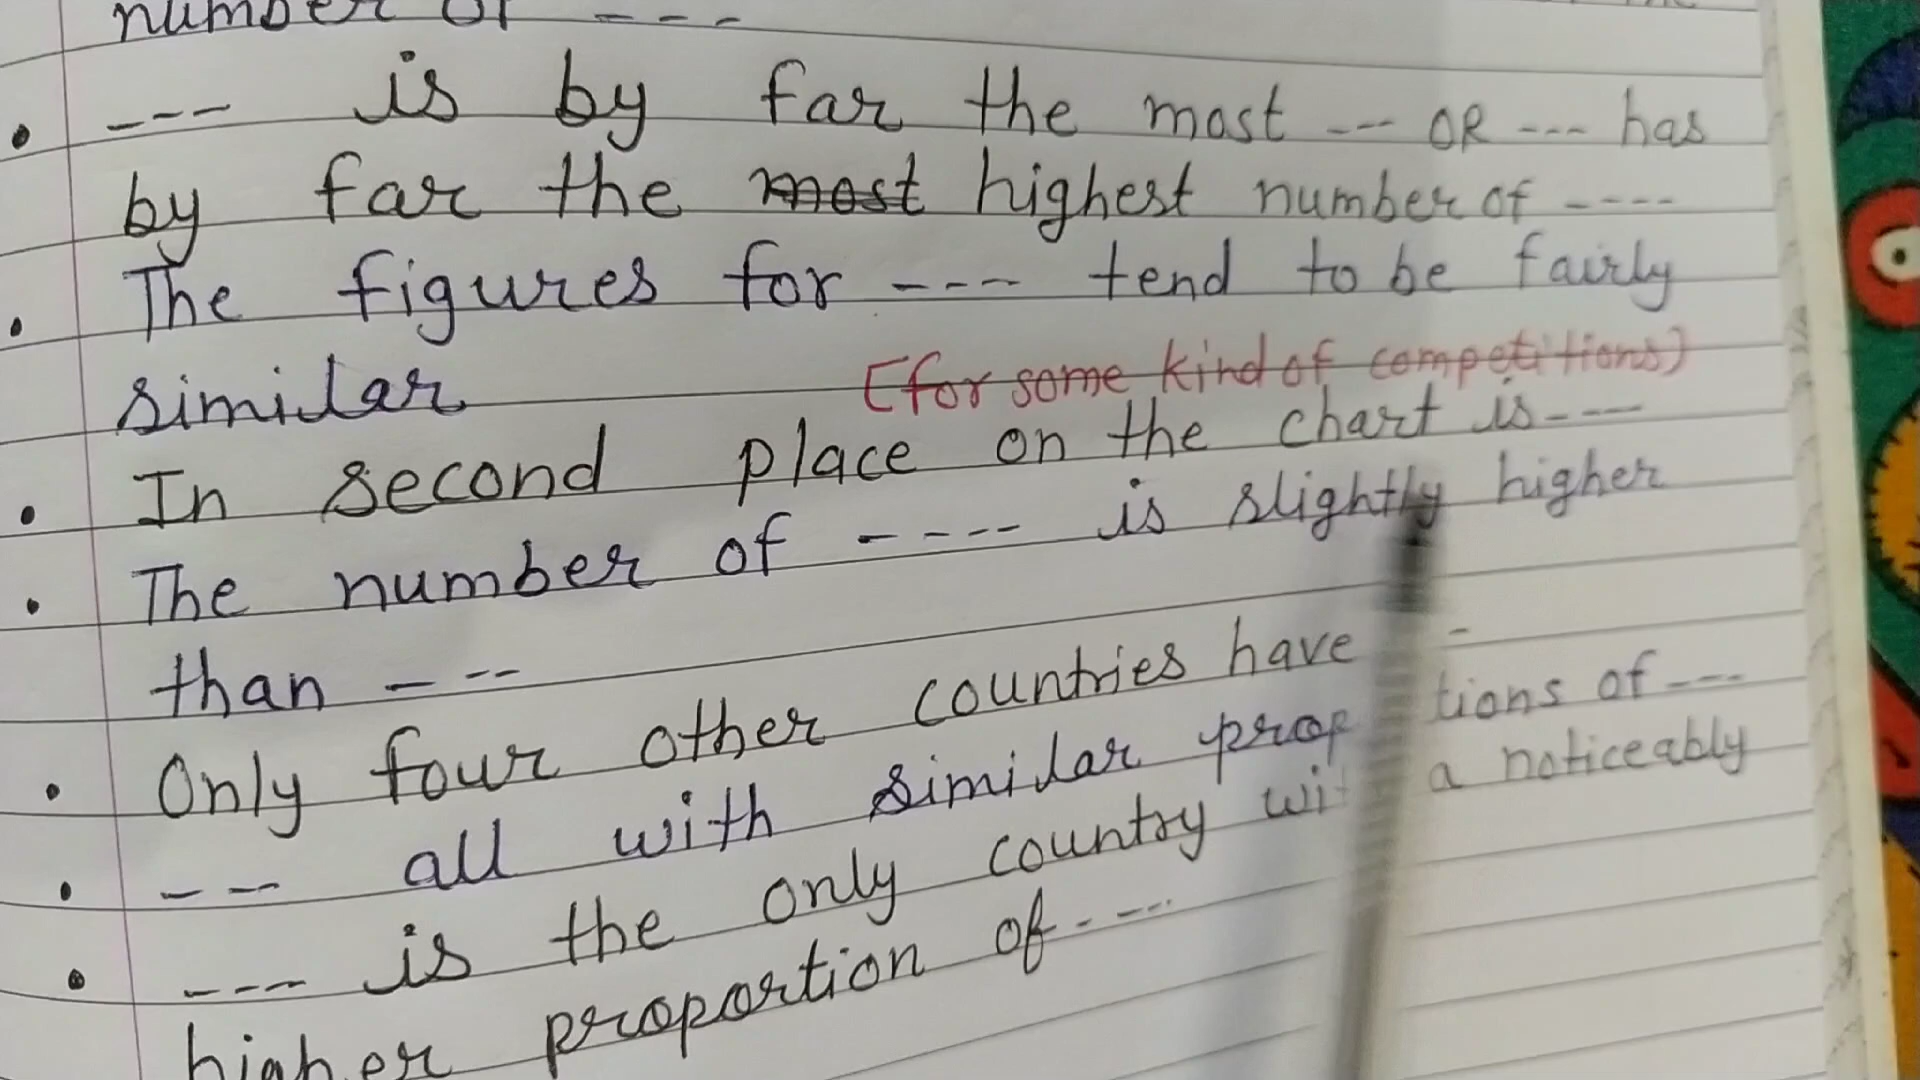 number of ---
• --- is by far the most --- OR --- has
by far the most highest number of ----
• The figures for ---- tend to be fairly
similar
(for some kind of competitions)
• In second place on the chart is ---
• The number of ---- is slightly higher
than ---
• Only four other countries have -
• -- all with similar tions of ---
• --- is the only country a noticeably
higher proportion of ----